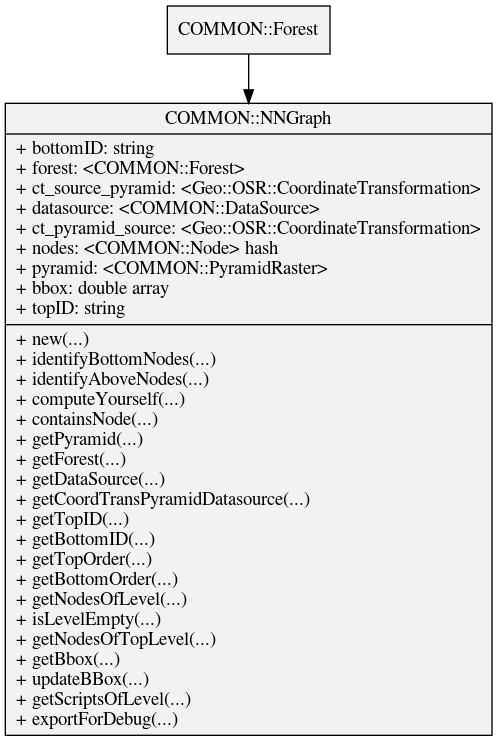 COMMON::Forest
COMMON::NNGraph
+ bottomID: string
+ forest: <COMMON::Forest>
+ ct_source_pyramid: <Geo::OSR::CoordinateTransformation>
+ datasource: <COMMON::DataSource>
+ ct_pyramid_source: <Geo::OSR::CoordinateTransformation>
+ nodes: <COMMON::Node> hash
+ pyramid: <COMMON::PyramidRaster>
+ bbox: double array
+ topID: string
+ new(...)
+ identifyBottomNodes(...)
+ identifyAboveNodes(...)
+ computeYourself(...)
+ containsNode(...)
+ getPyramid(...)
+ getForest(...)
+ getDataSource(...)
+ getCoordTransPyramidDatasource(...)
+ getTopID(...)
+ getBottomID(...)
+ getTopOrder(...)
+ getBottomOrder(...)
+ getNodesOfLevel(...)
+ isLevelEmpty(...)
+ getNodesOfTopLevel(...)
+ getBbox(...)
+ updateBBox(...)
+ getScriptsOfLevel(...)
+ exportForDebug(...)